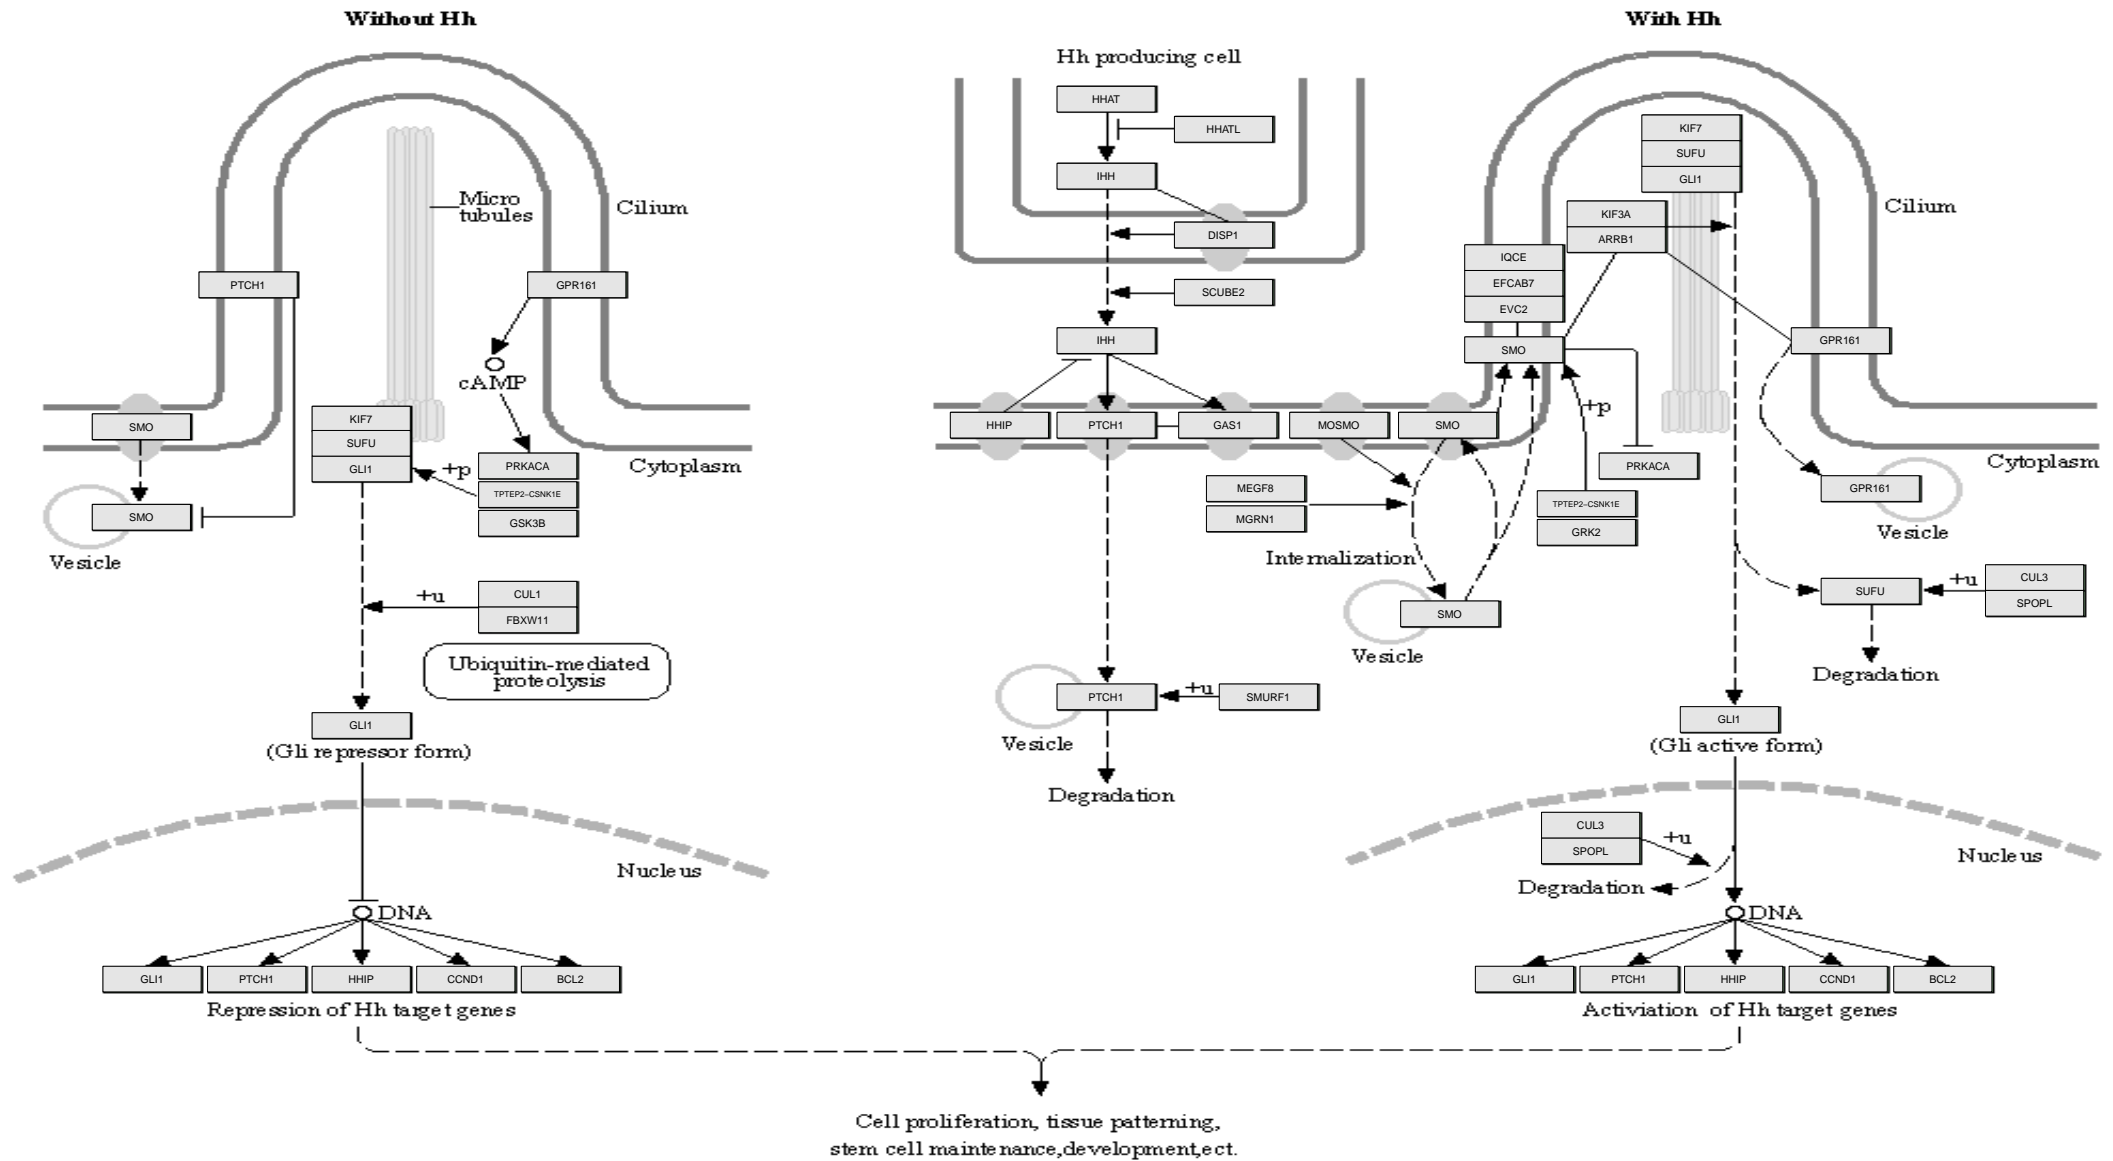 Without Hh
Micro
tubules
Cilium
PTCH1
GPR161
cAMP
SMO
KIF7
SUFU
GLI1
+p
PRKACA
TPTEP2-CSNK1E
GSK3B
Cytoplasm
SMO
Vesicle
+u
CUL1
FBXW11
Ubiquitin-mediated
proteolysis
GLI1
(Gli repressor form)
Nucleus
DNA
GLI1
PTCH1
HHIP
CCND1
BCL2
Repression of Hh target genes
With Hh
Hh producing cell
HHAT
HHATL
IHH
DISP1
SCUBE2
IHH
HHIP
PTCH1
GAS1
MOSMO
SMO
KIF7
SUFU
GLI1
KIF3A
ARRB1
Cilium
IQCE
EFCAB7
EVC2
SMO
GPR161
+p
PRKACA
Cytoplasm
MEGF8
MGRN1
TPTEP2-CSNK1E
GRK2
GPR161
Vesicle
Internalization
SMO
Vesicle
SUFU
+u
CUL3
SPOPL
Degradation
PTCH1
+u
SMURF1
Vesicle
Degradation
GLI1
(Gli active form)
CUL3
SPOPL
+u
Degradation
Nucleus
DNA
GLI1
PTCH1
HHIP
CCND1
BCL2
Activiation of Hh target genes
Cell proliferation, tissue patterning,
stem cell maintenance,development,ect.